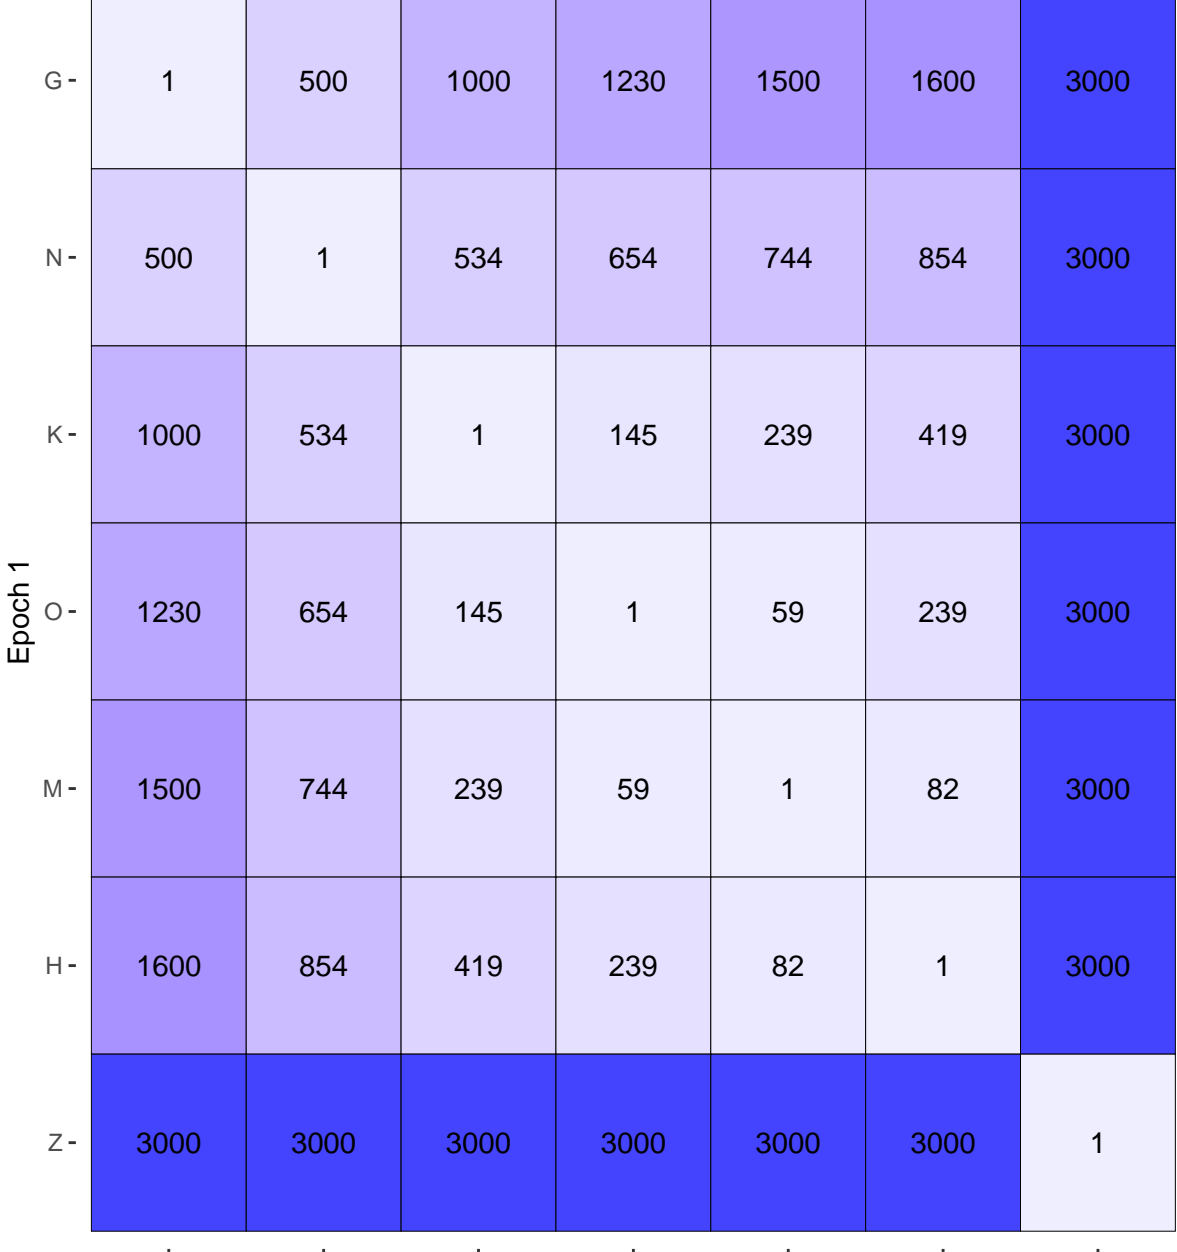 G 1 500 1000 1230 1500 1600 3000
N 500 1 534 654 744 854 3000
K 1000 534 1 145 239 419 3000
Epoch 1
O 1230 654 145 1 59 239 3000
M 1500 744 239 59 1 82 3000
H 1600 854 419 239 82 1 3000
Z 3000 3000 3000 3000 3000 3000 1